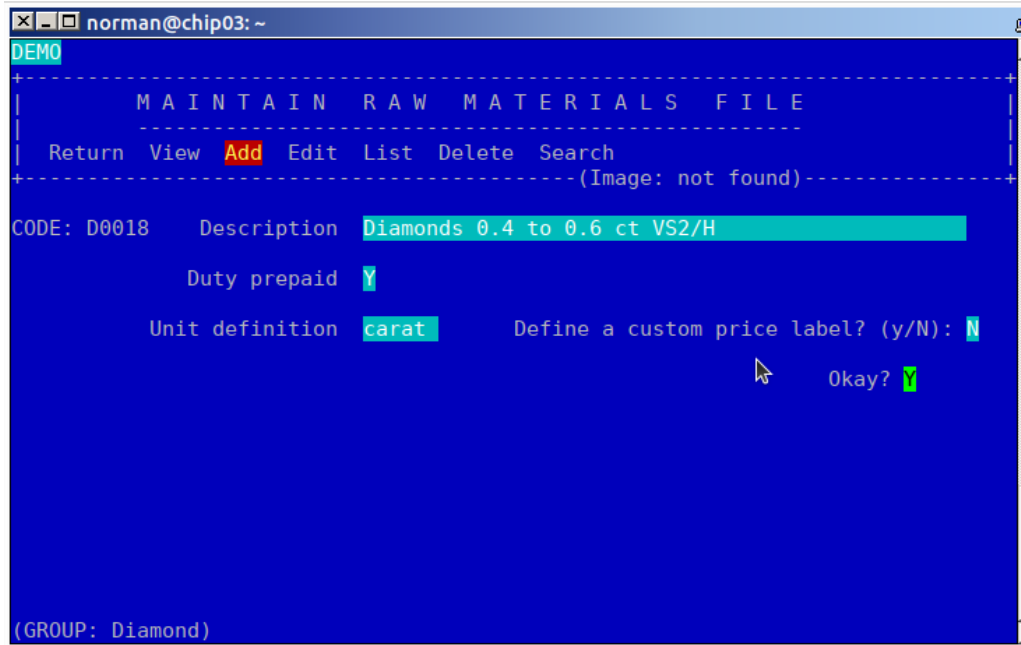 norman@chip03: ~
DEMO
M A I N T A I N   R A W   M A T E R I A L S   F I L E
Return View Add Edit List Delete Search
(Image: not found)
CODE: D0018 Description Diamonds 0.4 to 0.6 ct VS2/H
Duty prepaid Y
Unit definition carat Define a custom price label? (y/N): N
Okay? Y
(GROUP: Diamond)